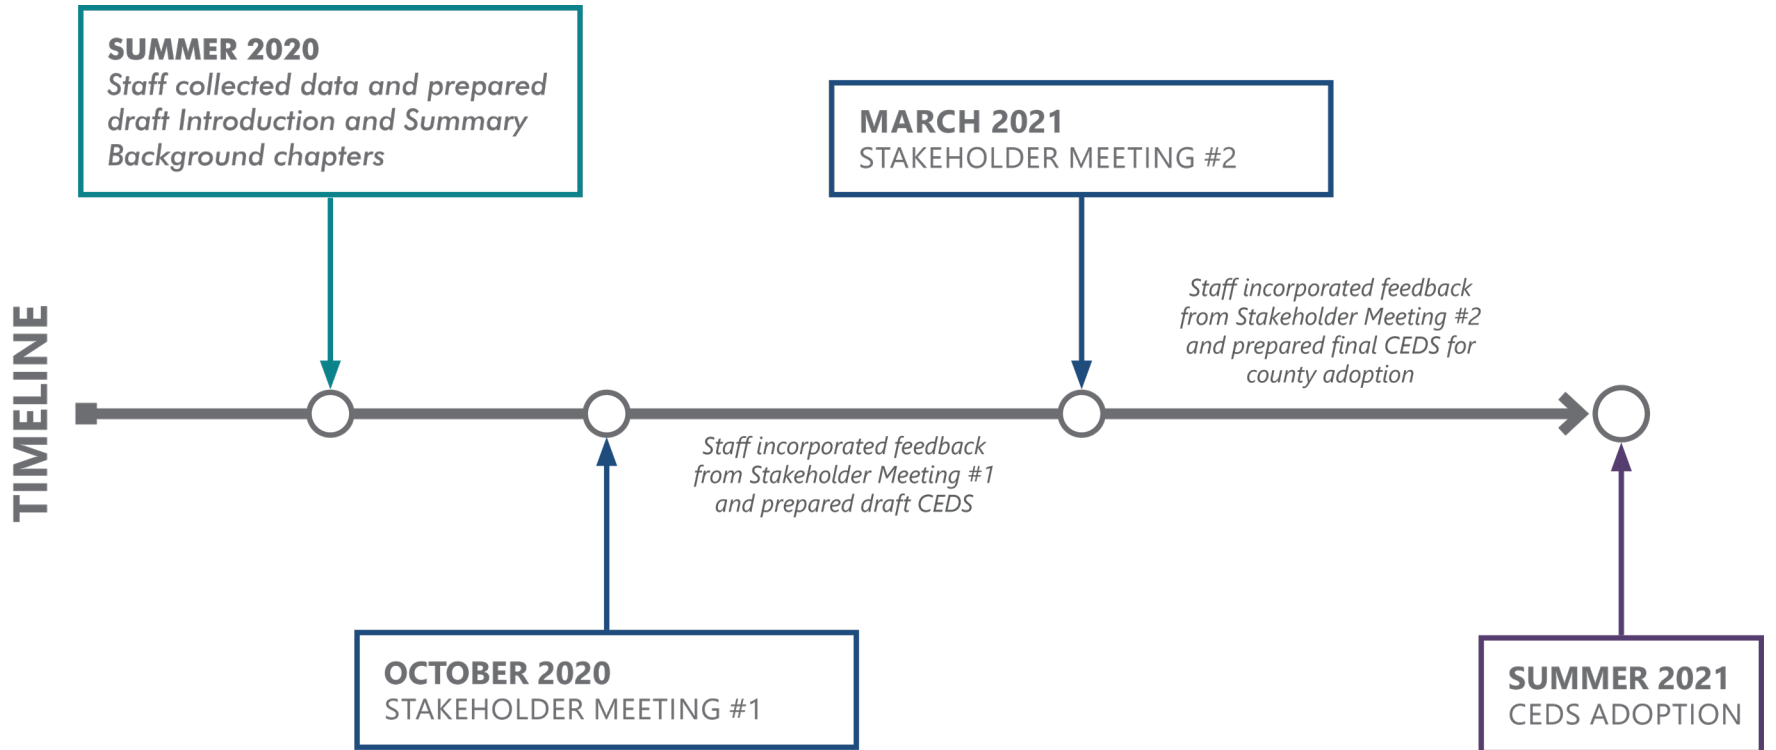 TIMELINE
SUMMER 2020
Staff collected data and prepared
draft Introduction and Summary
Background chapters
OCTOBER 2020
STAKEHOLDER MEETING #1
Staff incorporated feedback
from Stakeholder Meeting #1
and prepared draft CEDS
MARCH 2021
STAKEHOLDER MEETING #2
Staff incorporated feedback
from Stakeholder Meeting #2
and prepared final CEDS for
county adoption
SUMMER 2021
CEDS ADOPTION